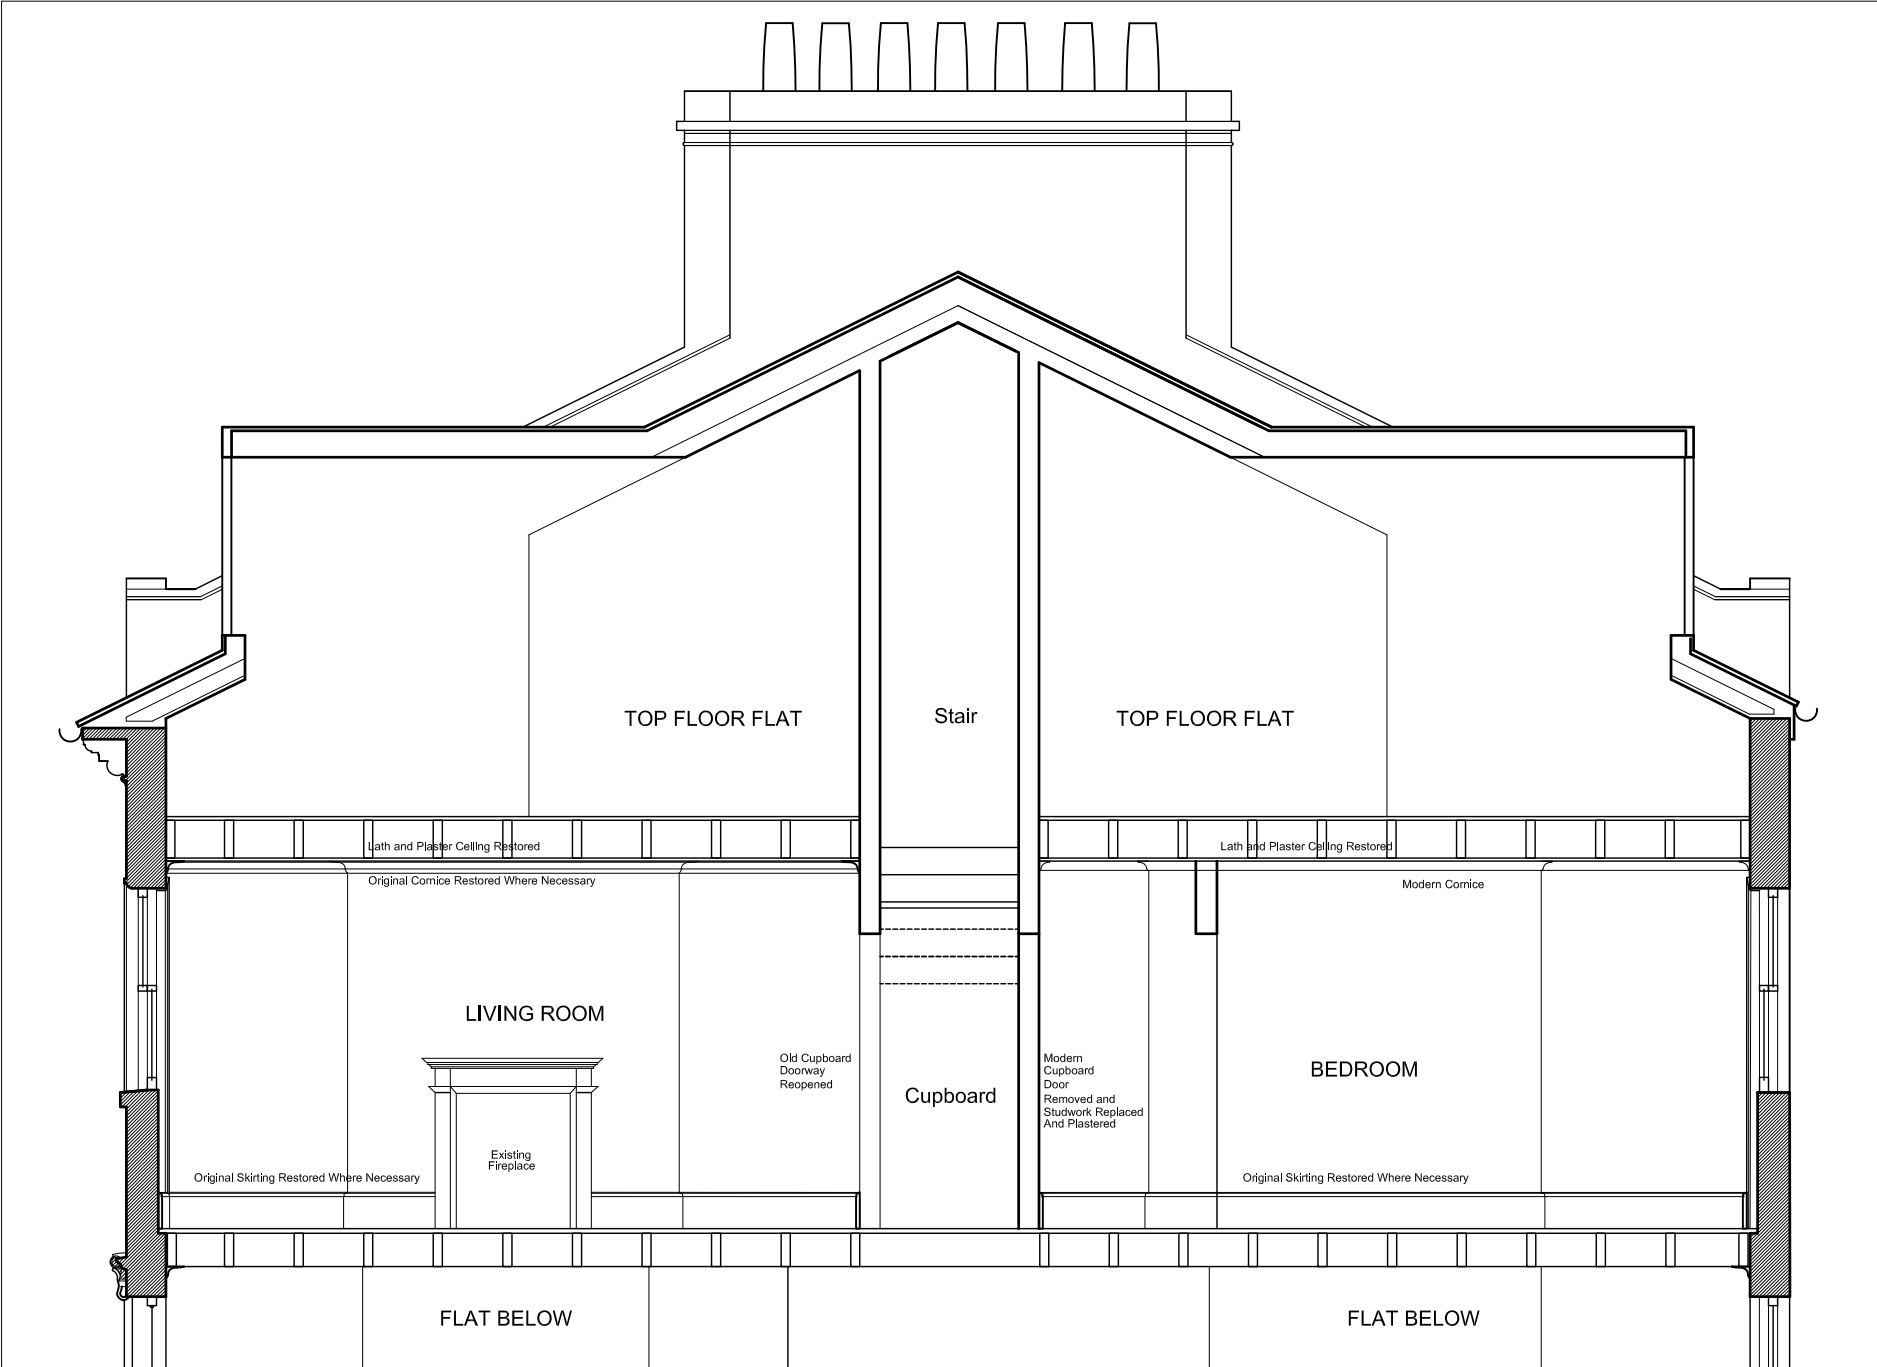 TOP FLOOR FLAT
Stair
TOP FLOOR FLAT
Lath and Plaster Ceiling Restored
Lath and Plaster Ceiling Restored
Original Cornice Restored Where Necessary
Modern Cornice
LIVING ROOM
Old Cupboard
Doorway
Reopened
Cupboard
Modern
Cupboard
Door
Removed and
Studwork Replaced
And Plastered
BEDROOM
Existing
Fireplace
Original Skirting Restored Where Necessary
Original Skirting Restored Where Necessary
FLAT BELOW
FLAT BELOW